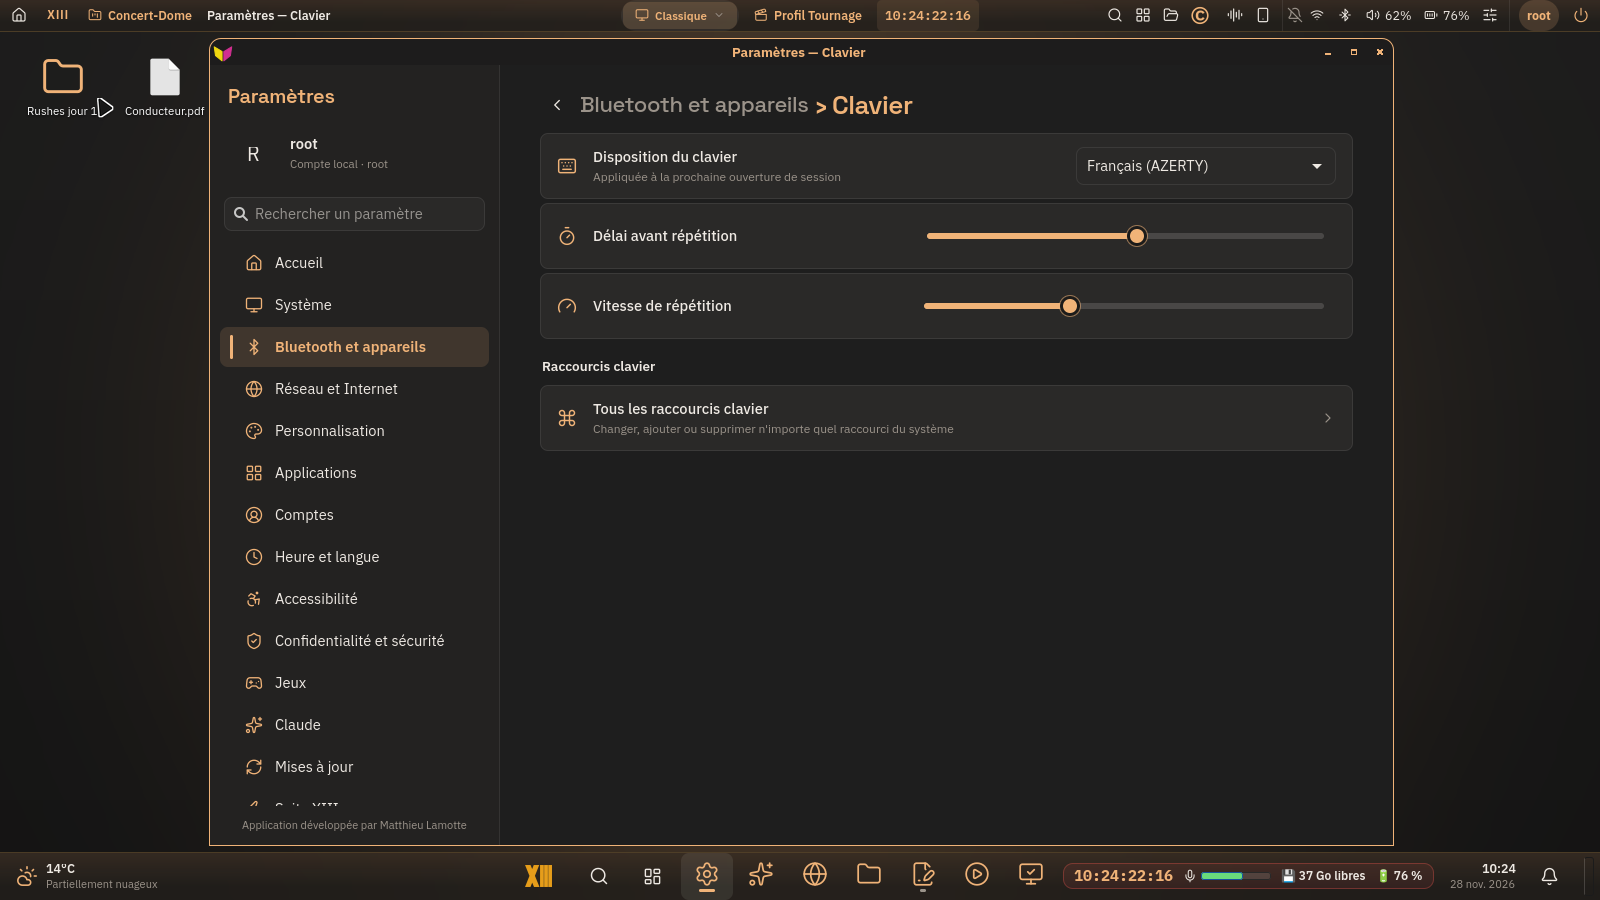 XIII
Concert-Dome
Paramètres — Clavier
Classique
Profil Tournage
10:24:22:16
62%
76%
root
Rushes jour 1
Conducteur.pdf
Paramètres — Clavier
Paramètres
R
root
Compte local · root
Rechercher un paramètre
Accueil
Système
Bluetooth et appareils
Réseau et Internet
Personnalisation
Applications
Comptes
Heure et langue
Accessibilité
Confidentialité et sécurité
Jeux
Claude
Mises à jour
Suite XIII
Application développée par Matthieu Lamotte
Bluetooth et appareils > Clavier
Disposition du clavier
Appliquée à la prochaine ouverture de session
Français (AZERTY)
Délai avant répétition
Vitesse de répétition
Raccourcis clavier
Tous les raccourcis clavier
Changer, ajouter ou supprimer n'importe quel raccourci du système
14°C
Partiellement nuageux
XIII
10:24:22:16
37 Go libres
76 %
10:24
28 nov. 2026